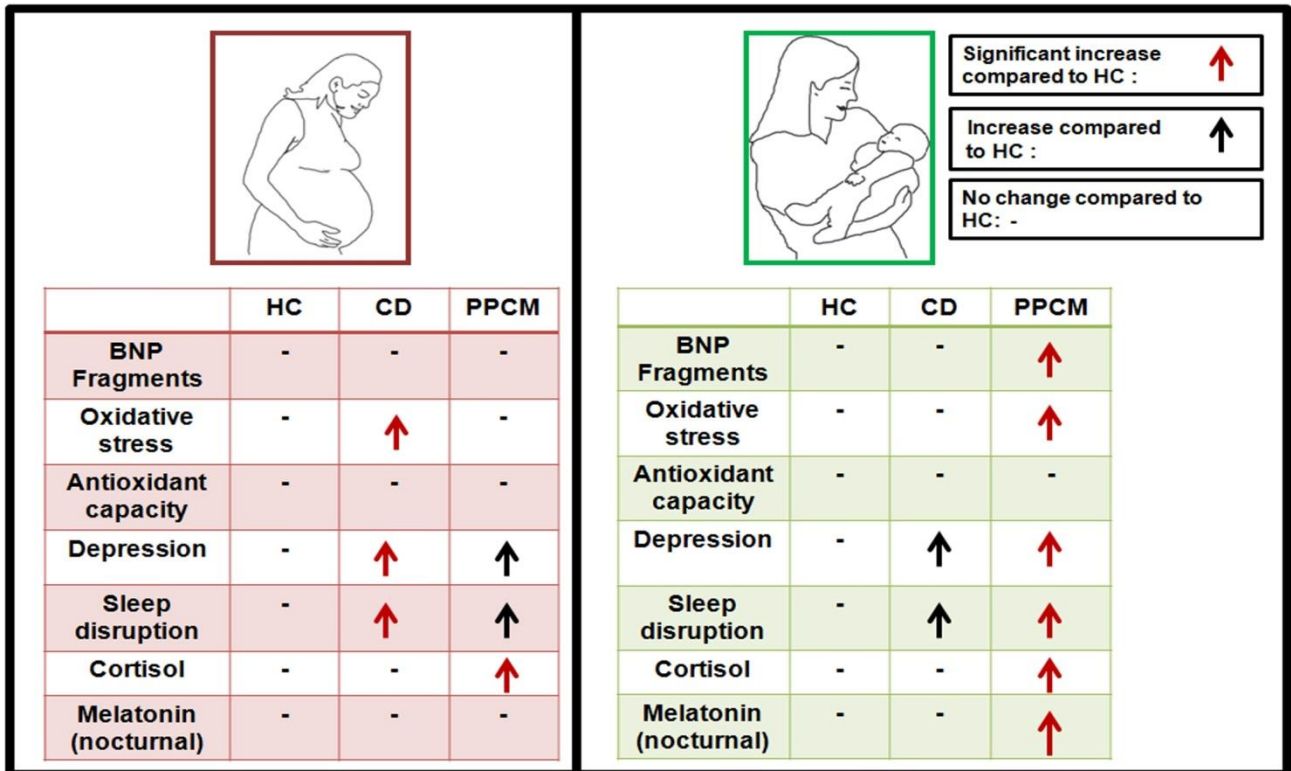 Significant increase
compared to HC : ↑
Increase compared
to HC : ↑
No change compared to
HC: -
HC CD PPCM
BNP
Fragments - - -
Oxidative
stress - ↑ -
Antioxidant
capacity - - -
Depression - ↑ ↑
Sleep
disruption - ↑ ↑
Cortisol - - ↑
Melatonin
(nocturnal) - - -
HC CD PPCM
BNP
Fragments - - ↑
Oxidative
stress - - ↑
Antioxidant
capacity - - -
Depression - ↑ ↑
Sleep
disruption - ↑ ↑
Cortisol - - ↑
Melatonin
(nocturnal) - - ↑